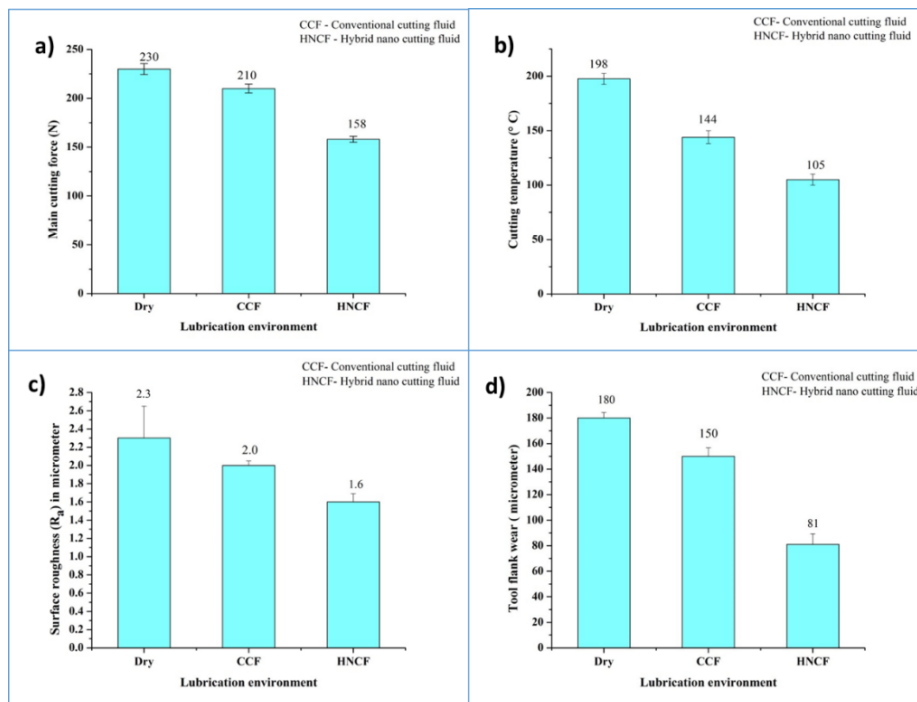 a)
CCF - Conventional cutting fluid
HNCF - Hybrid nano cutting fluid
230
210
158
250
200
150
100
50
0
Main cutting force (N)
Dry CCF HNCF
Lubrication environment
b)
CCF- Conventional cutting fluid
HNCF- Hybrid nano cutting fluid
198
144
105
200
175
150
125
100
75
50
25
0
Cutting temperature (° C)
Dry CCF HNCF
Lubrication environment
c)
CCF- Conventional cutting fluid
HNCF- Hybrid nano cutting fluid
2.3
2.0
1.6
2.8
2.6
2.4
2.2
2.0
1.8
1.6
1.4
1.2
1.0
0.8
0.6
0.4
0.2
0.0
Surface roughness (Ra) in micrometer
Dry CCF HNCF
Lubrication environment
d)
CCF- Conventional cutting fluid
HNCF- Hybrid nano cutting fluid
180
150
81
200
180
160
140
120
100
80
60
40
20
0
Tool flank wear ( micrometer)
Dry CCF HNCF
Lubrication environment